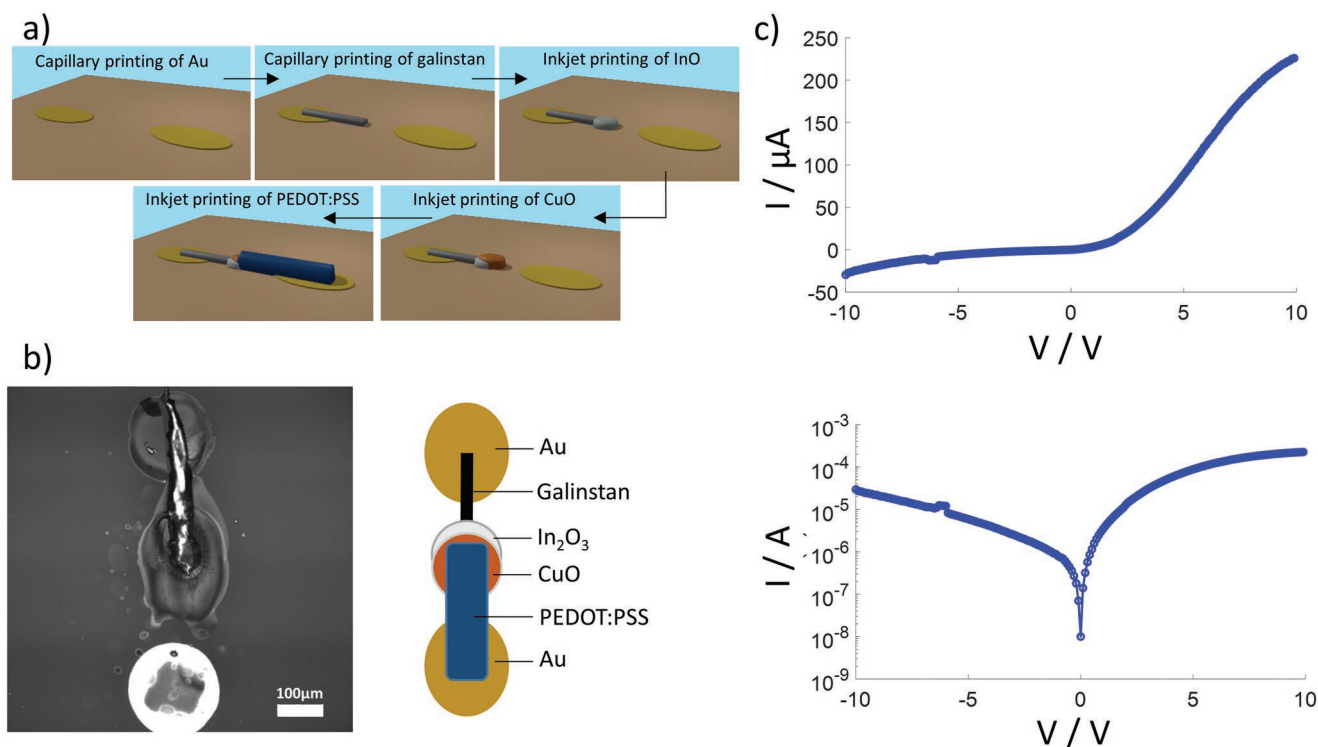 a)
Capillary printing of Au
Capillary printing of galinstan
Inkjet printing of InO
Inkjet printing of PEDOT:PSS
Inkjet printing of CuO
b)
100µm
Au
Galinstan
In₂O₃
CuO
PEDOT:PSS
Au
c)
250
200
150
100
50
0
-50
I / µA
-10
-5
0
5
10
V / V
10⁻³
10⁻⁴
10⁻⁵
10⁻⁶
10⁻⁷
10⁻⁸
10⁻⁹
I / A
-10
-5
0
5
10
V / V